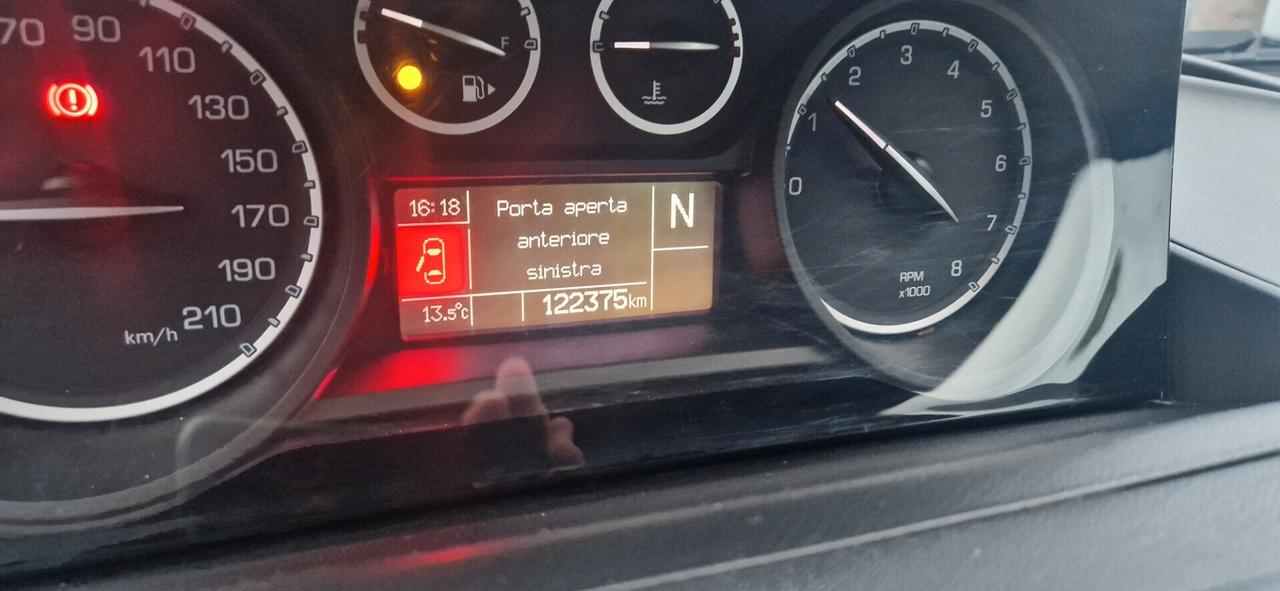 70 90
110
130
150
170
190
210
km/h
F
0 1 2 3 4 5 6 7 8
RPM
x1000
16:18
Porta aperta
anteriore
sinistra
N
13.5°C
122375km